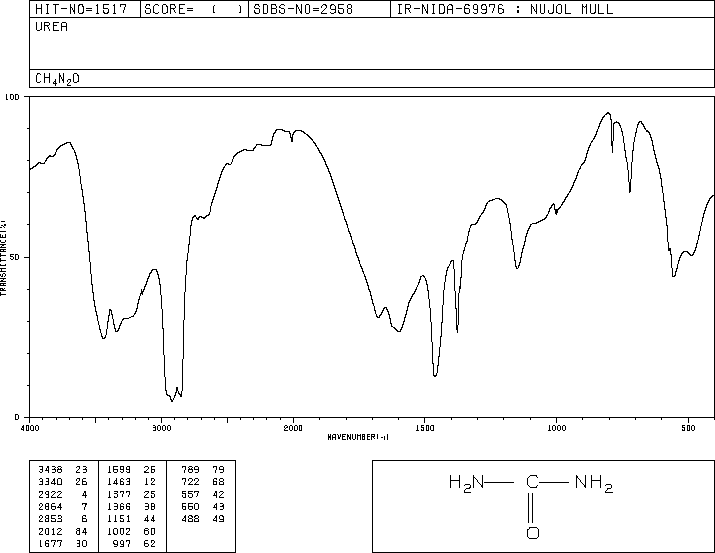 HIT-NO=1517 SCORE= ( ) SDBS-NO=2958 IR-NIDA-69976 : NUJOL MULL
UREA
CH4N2O
100
50
0
TRANSMITTANCE(%)
4000 3000 2000 1500 1000 500
WAVENUMBER(-1)
3438 23 1599 26 789 79
3340 26 1463 12 722 68
2922 4 1377 25 557 42
2864 7 1366 38 550 43
2853 6 1151 44 488 49
2012 84 1002 60
1677 30 997 62
H2N C NH2
O